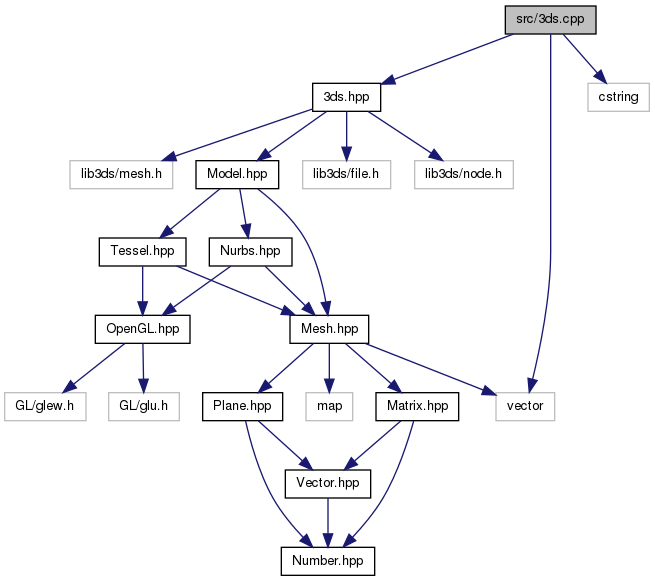 src/3ds.cpp
3ds.hpp
cstring
lib3ds/mesh.h
Model.hpp
lib3ds/file.h
lib3ds/node.h
Tessel.hpp
Nurbs.hpp
OpenGL.hpp
Mesh.hpp
GL/glew.h
GL/glu.h
Plane.hpp
map
Matrix.hpp
vector
Vector.hpp
Number.hpp